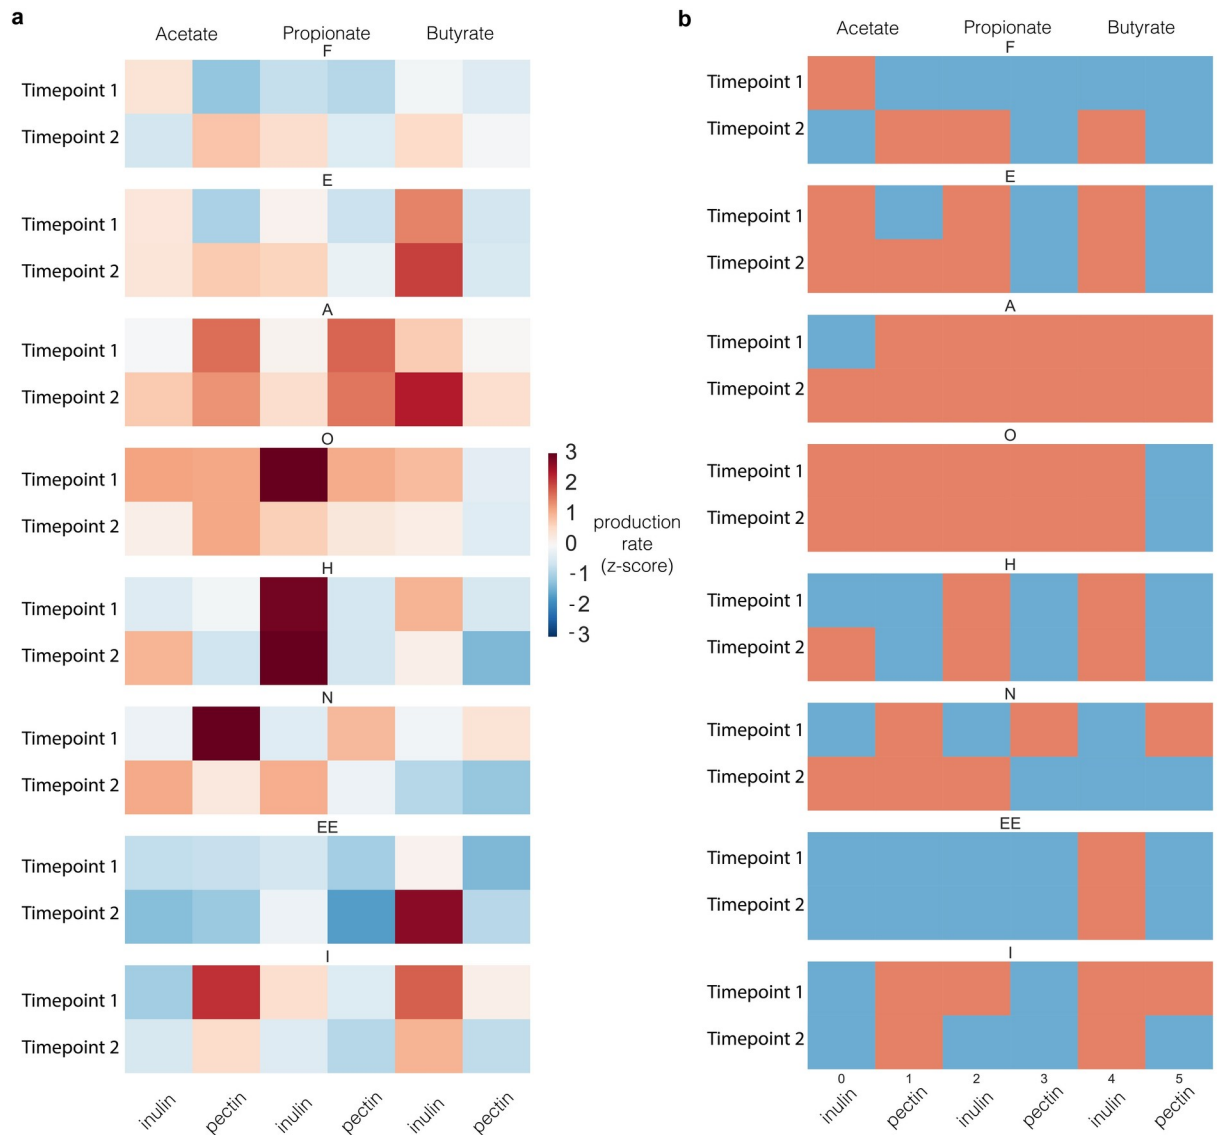 a
Acetate Propionate Butyrate
F
Timepoint 1
Timepoint 2
E
Timepoint 1
Timepoint 2
A
Timepoint 1
Timepoint 2
O
Timepoint 1
Timepoint 2
H
Timepoint 1
Timepoint 2
N
Timepoint 1
Timepoint 2
EE
Timepoint 1
Timepoint 2
I
Timepoint 1
Timepoint 2
inulin pectin inulin pectin inulin pectin
3
2
1
0
-1
-2
-3
production
rate
(z-score)
b
Acetate Propionate Butyrate
F
Timepoint 1
Timepoint 2
E
Timepoint 1
Timepoint 2
A
Timepoint 1
Timepoint 2
O
Timepoint 1
Timepoint 2
H
Timepoint 1
Timepoint 2
N
Timepoint 1
Timepoint 2
EE
Timepoint 1
Timepoint 2
I
Timepoint 1
Timepoint 2
0 1 2 3 4 5
inulin pectin inulin pectin inulin pectin